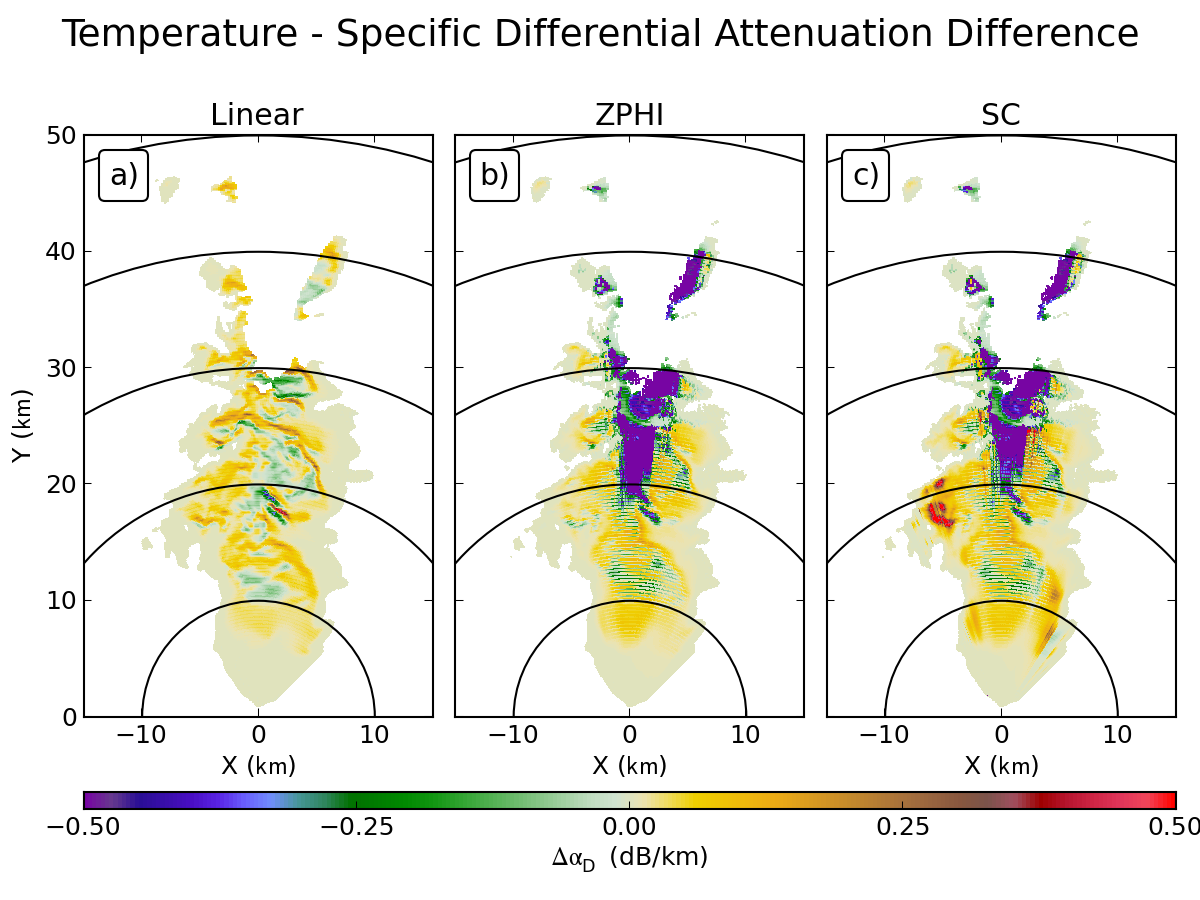 Temperature - Specific Differential Attenuation Difference
Linear ZPHI SC
a) b) c)
50
40
30
20
10
0
Y (km)
−10 0 10 −10 0 10 −10 0 10
X (km) X (km) X (km)
−0.50 −0.25 0.00 0.25 0.50
ΔαD (dB/km)